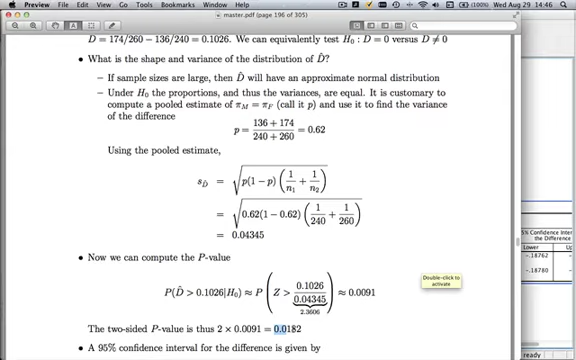 Preview File Edit View Go Tools Bookmarks Window Help (100%) Wed Aug 29 14:46
master.pdf (page 196 of 305)
D̂ = 174/260 − 136/240 = 0.1026. We can equivalently test H₀ : D = 0 versus D ≠ 0
• What is the shape and variance of the distribution of D̂?
– If sample sizes are large, then D̂ will have an approximate normal distribution
– Under H₀ the proportions, and thus the variances, are equal. It is customary to
compute a pooled estimate of π_M = π_F (call it p) and use it to find the variance
of the difference
p = (136 + 174)/(240 + 260) = 0.62
Using the pooled estimate,
s_D̂ = √(p(1 − p)(1/n₁ + 1/n₂))
= √(0.62(1 − 0.62)(1/240 + 1/260))
= 0.04345
• Now we can compute the P-value
P(D̂ > 0.1026|H₀) ≈ P(Z > 0.1026/0.04345) ≈ 0.0091
2.3606
The two-sided P-value is thus 2 × 0.0091 = 0.0182
• A 95% confidence interval for the difference is given by
Double-click to
activate
5% Confidence Inter
the Difference
Lower
-.18762
-.18780
ready